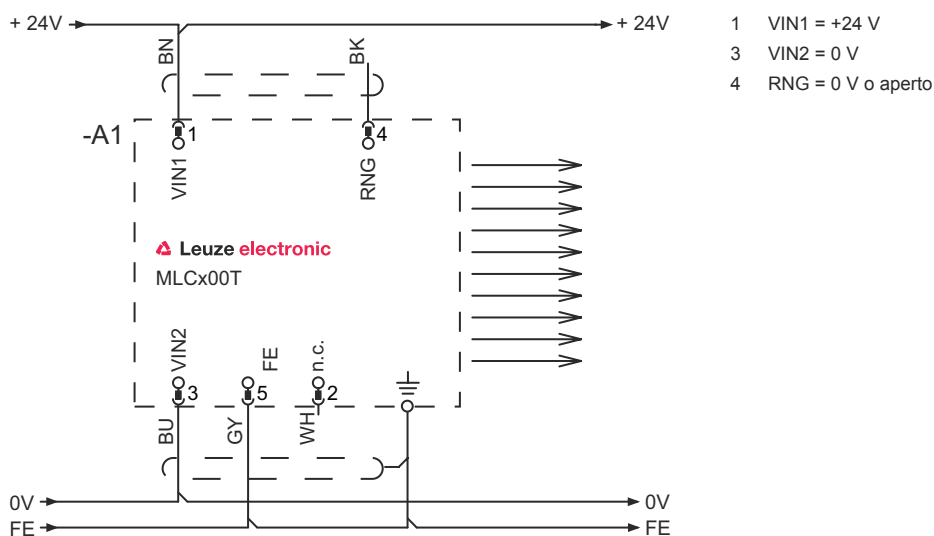 + 24V
+ 24V
1 VIN1 = +24 V
3 VIN2 = 0 V
4 RNG = 0 V o aperto
BN
BK
-A1
1
4
VIN1
RNG
Leuze electronic
MLCx00T
VIN2
FE
n.c.
3
5
2
BU
GY
WH
0V
0V
FE
FE